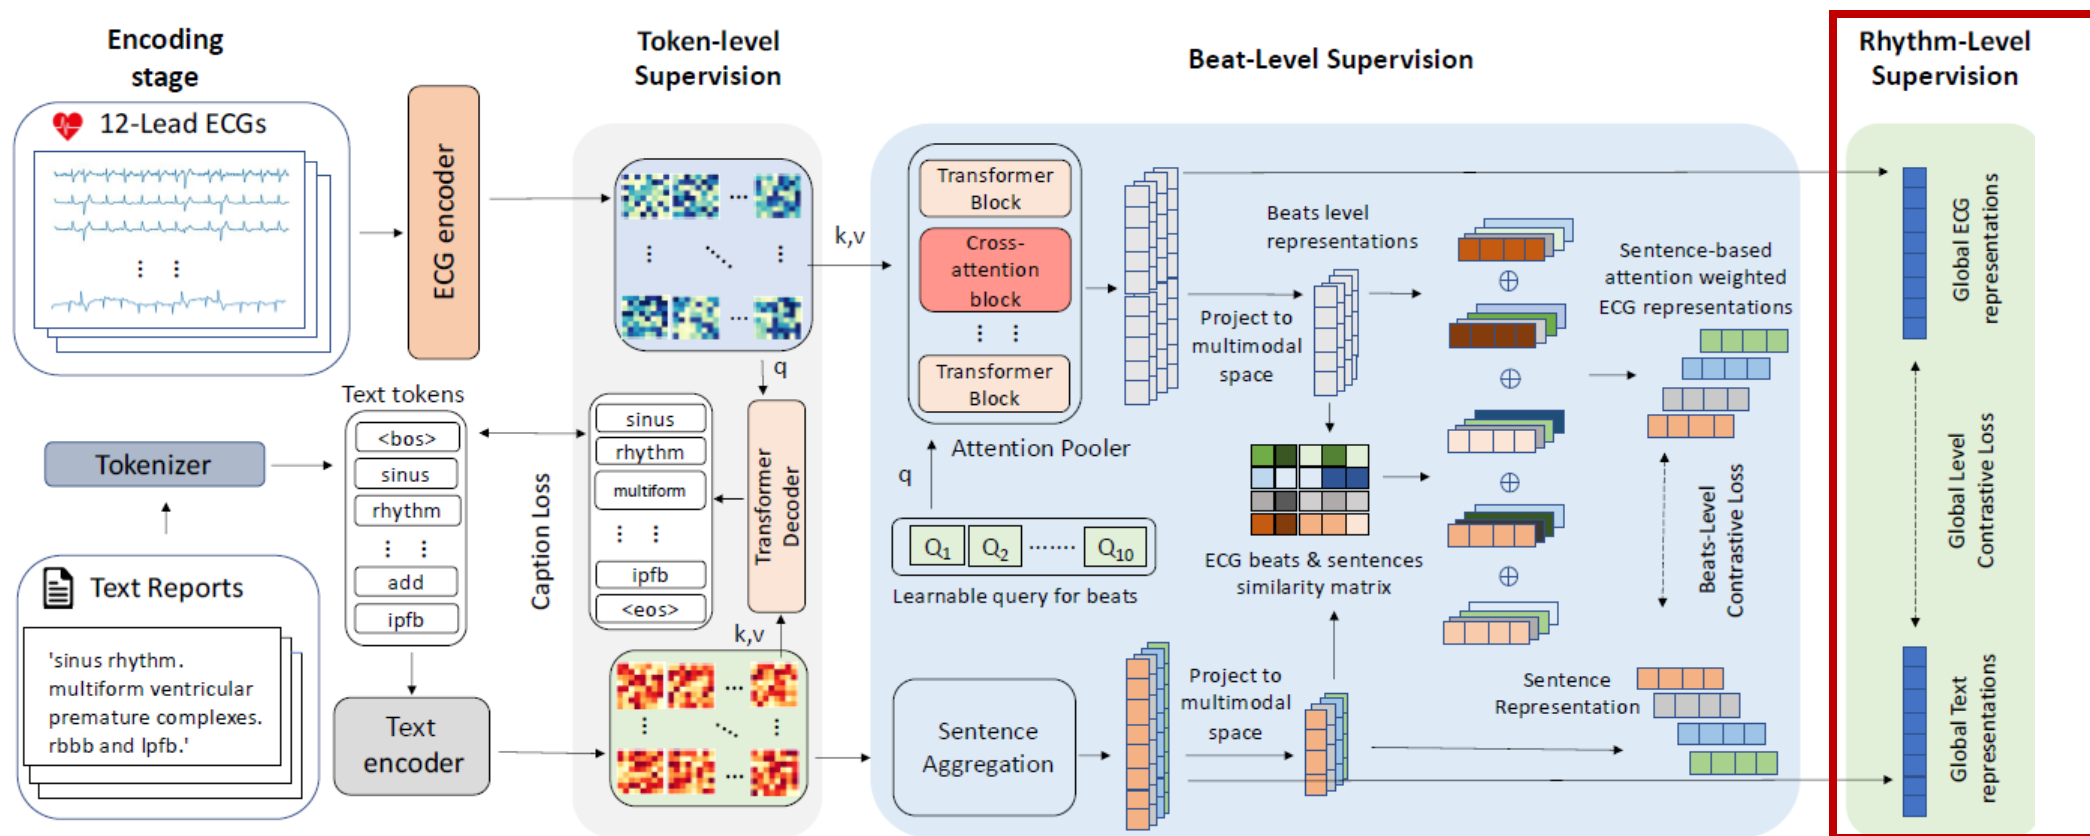 Encoding
stage
12-Lead ECGs
ECG encoder
Text tokens
<bos>
sinus
rhythm
add
ipfb
Tokenizer
Text Reports
'sinus rhythm.
multiform ventricular
premature complexes.
rbbb and lpfb.'
Text
encoder
Token-level
Supervision
k,v
q
Caption Loss
sinus
rhythm
multiform
ipfb
<eos>
Transformer
Decoder
k,v
Beat-Level Supervision
Transformer
Block
Cross-
attention
block
Transformer
Block
Attention Pooler
q
Q1 Q2 ....... Q10
Learnable query for beats
Sentence
Aggregation
Project to
multimodal
space
Beats level
representations
ECG beats & sentences
similarity matrix
Project to
multimodal
space
Sentence-based
attention weighted
ECG representations
Beats-Level
Contrastive Loss
Sentence
Representation
Rhythm-Level
Supervision
Global ECG
representations
Global Level
Contrastive Loss
Global Text
representations